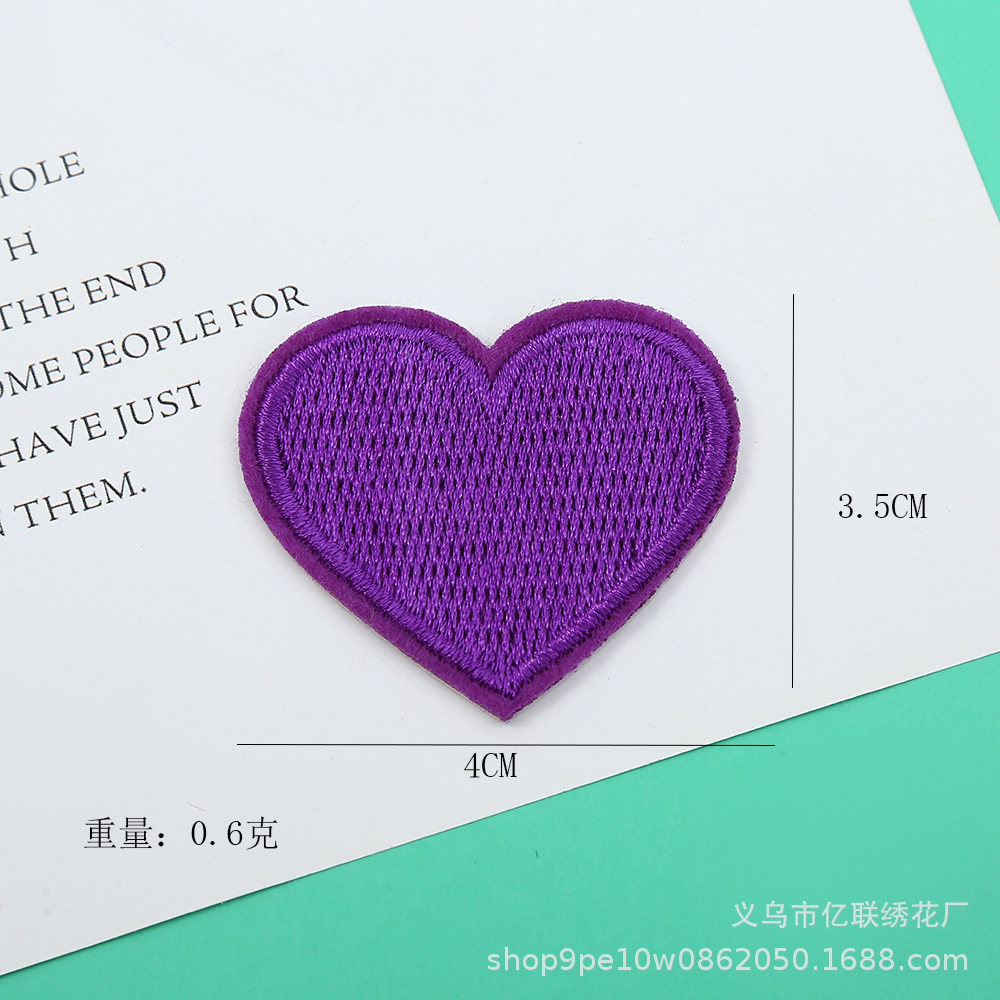 HOLE
H
THE END
OME PEOPLE FOR
HAVE JUST
N THEM.
3.5CM
4CM
重量：0.6克
义乌市亿联绣花厂
shop9pe10w0862050.1688.com